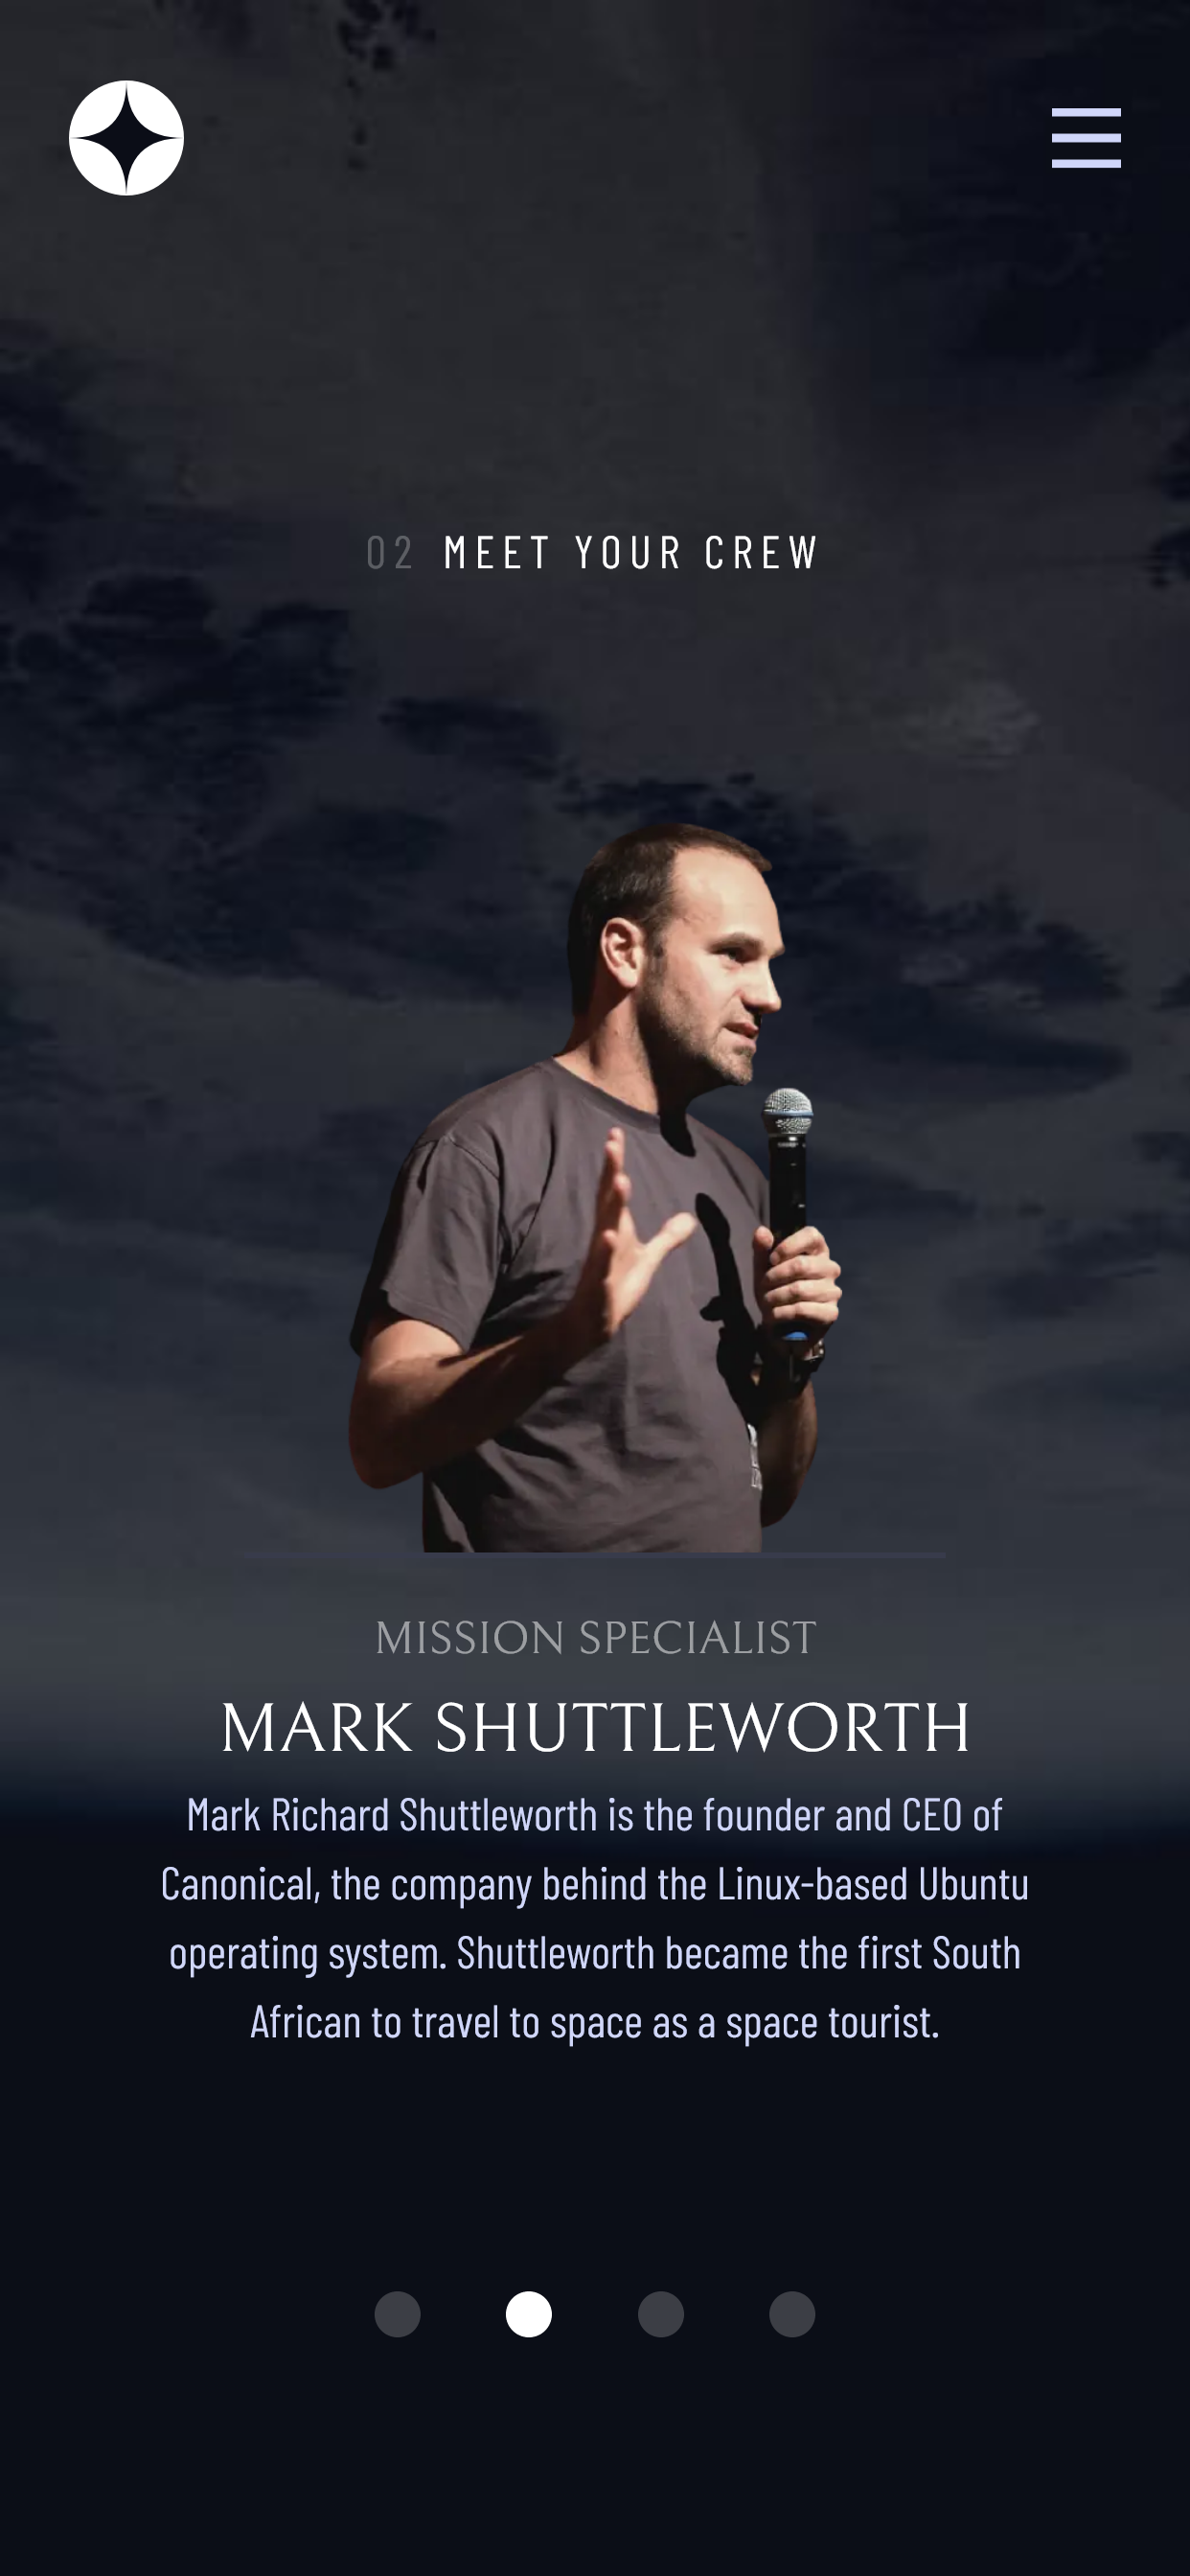 02 MEET YOUR CREW
MISSION SPECIALIST
MARK SHUTTLEWORTH
Mark Richard Shuttleworth is the founder and CEO of
Canonical, the company behind the Linux-based Ubuntu
operating system. Shuttleworth became the first South
African to travel to space as a space tourist.